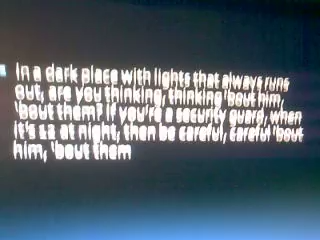 In a dark place with lights that always runs
out, are you thinking, thinking 'bout him,
'bout them? If you're a security guard, when
it's 12 at night, then be careful, careful 'bout
him, 'bout them